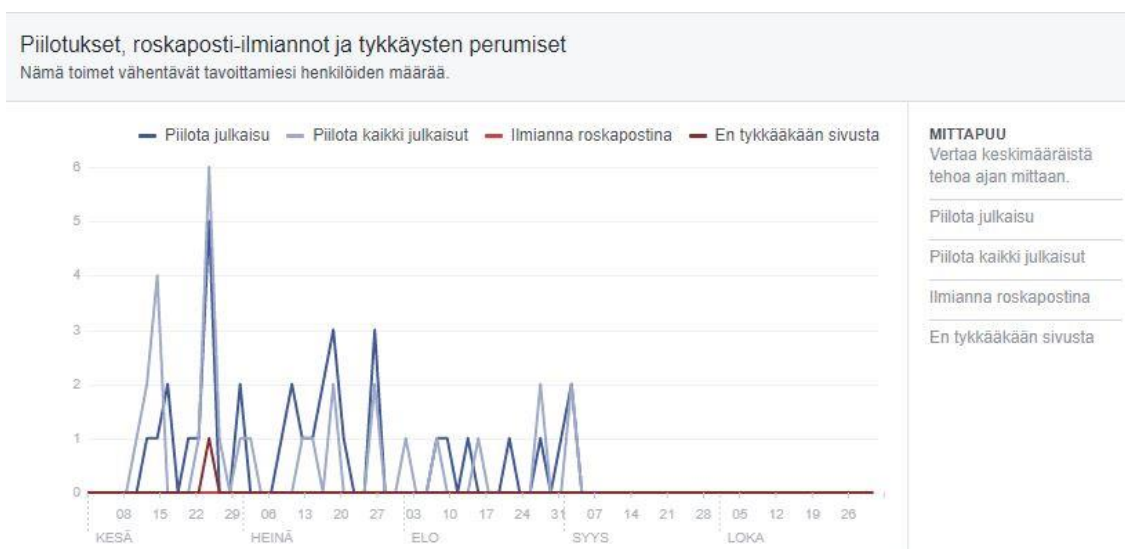 Piilotukset, roskaposti-ilmiannot ja tykkäysten perumiset
Nämä toimet vähentävät tavoittamiesi henkilöiden määrää.
Piilota julkaisu Piilota kaikki julkaisut Ilmianna roskapostina En tykkääkään sivusta
6
5
4
3
2
1
0
08 15 22 29 06 13 20 27 03 10 17 24 31 07 14 21 28 05 12 19 26
KESÄ HEINÄ ELO SYYS LOKA
MITTAPUU
Vertaa keskimääräistä
tehoa ajan mittaan.
Piilota julkaisu
Piilota kaikki julkaisut
Ilmianna roskapostina
En tykkääkään sivusta